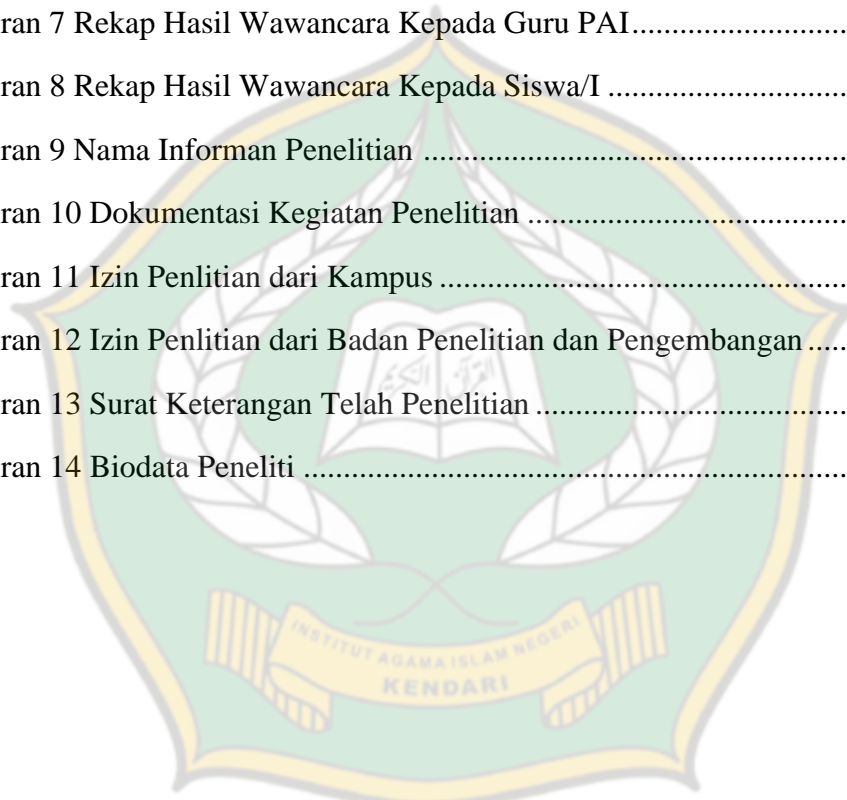 ran 7 Rekap Hasil Wawancara Kepada Guru PAI...........................
ran 8 Rekap Hasil Wawancara Kepada Siswa/I ..............................
ran 9 Nama Informan Penelitian .....................................................
ran 10 Dokumentasi Kegiatan Penelitian ........................................
ran 11 Izin Penlitian dari Kampus ...................................................
ran 12 Izin Penlitian dari Badan Penelitian dan Pengembangan .....
ran 13 Surat Keterangan Telah Penelitian .......................................
ran 14 Biodata Peneliti ....................................................................
القرآن الكريم
INSTITUT AGAMA ISLAM NEGERI
KENDARI